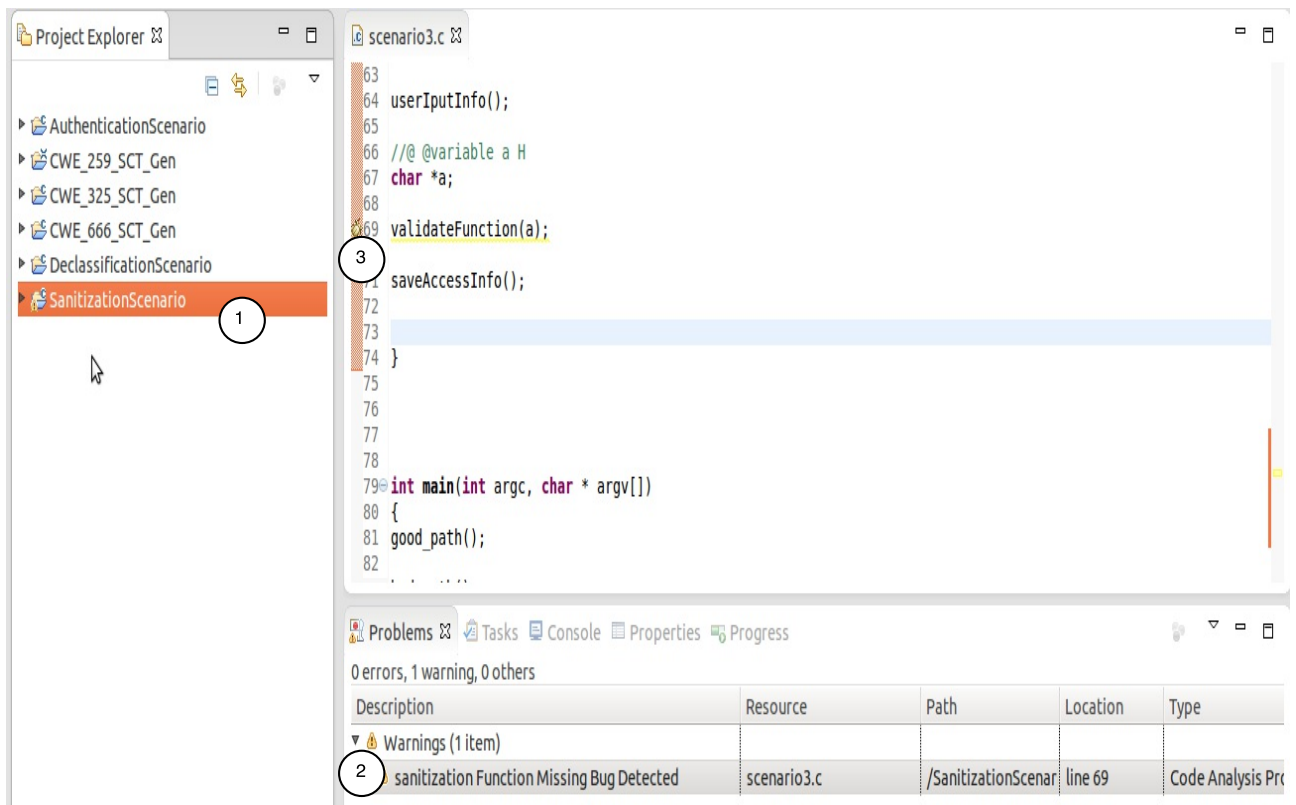 Project Explorer
AuthenticationScenario
CWE_259_SCT_Gen
CWE_325_SCT_Gen
CWE_666_SCT_Gen
DeclassificationScenario
SanitizationScenario
1
scenario3.c
63
64 userIputInfo();
65
66 //@ @variable a H
67 char *a;
68
69 validateFunction(a);
3
71 saveAccessInfo();
72
73
74 }
75
76
77
78
79 int main(int argc, char * argv[])
80 {
81 good_path();
82
Problems Tasks Console Properties Progress
0 errors, 1 warning, 0 others
Description Resource Path Location Type
Warnings (1 item)
2 sanitization Function Missing Bug Detected scenario3.c /SanitizationScenar line 69 Code Analysis Pro